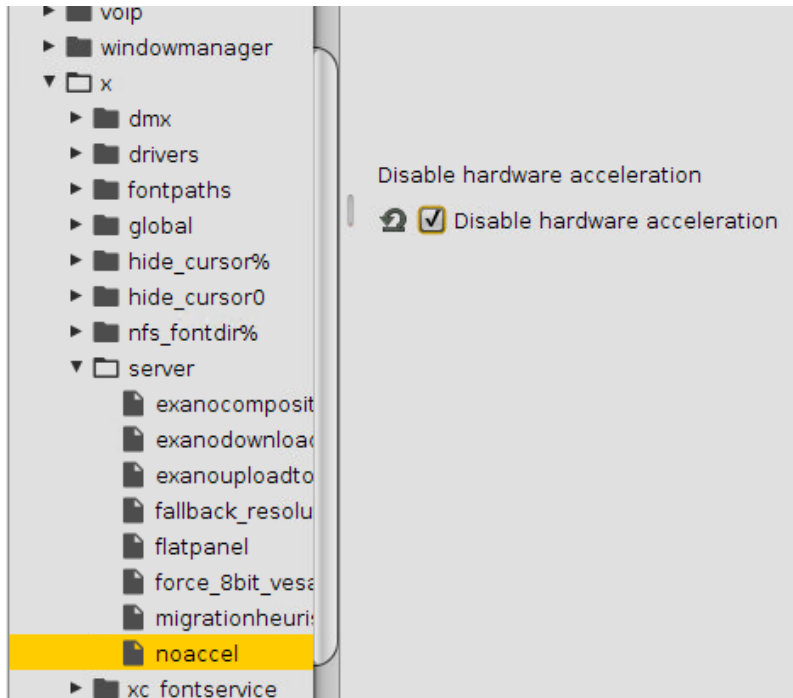 voip
windowmanager
x
dmx
drivers
fontpaths
global
hide_cursor%
hide_cursor0
nfs_fontdir%
server
exanocomposit
exanodownload
exanouploadto
fallback_resolu
flatpanel
force_8bit_vesa
migrationheuris
noaccel
xc_fontservice
Disable hardware acceleration
Disable hardware acceleration